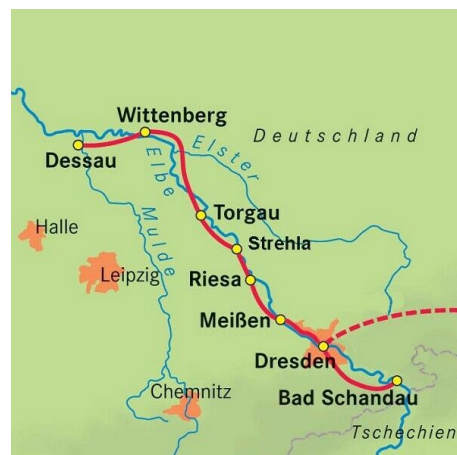 Wittenberg
Deutschland
Elster
Dessau
Elbe
Mulde
Torgau
Halle
Strehla
Leipzig
Riesa
Meißen
Dresden
Chemnitz
Bad Schandau
Tschechien